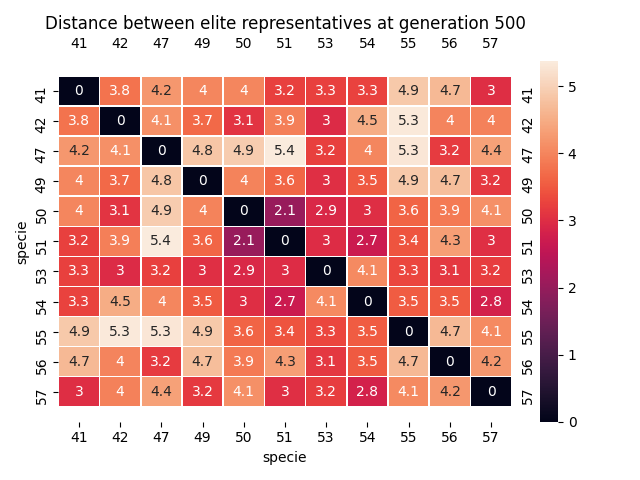 Distance between elite representatives at generation 500
41 42 47 49 50 51 53 54 55 56 57
41 0 3.8 4.2 4 4 3.2 3.3 3.3 4.9 4.7 3 41
42 3.8 0 4.1 3.7 3.1 3.9 3 4.5 5.3 4 4 42
47 4.2 4.1 0 4.8 4.9 5.4 3.2 4 5.3 3.2 4.4 47
49 4 3.7 4.8 0 4 3.6 3 3.5 4.9 4.7 3.2 49
50 4 3.1 4.9 4 0 2.1 2.9 3 3.6 3.9 4.1 50
51 3.2 3.9 5.4 3.6 2.1 0 3 2.7 3.4 4.3 3 51
53 3.3 3 3.2 3 2.9 3 0 4.1 3.3 3.1 3.2 53
54 3.3 4.5 4 3.5 3 2.7 4.1 0 3.5 3.5 2.8 54
55 4.9 5.3 5.3 4.9 3.6 3.4 3.3 3.5 0 4.7 4.1 55
56 4.7 4 3.2 4.7 3.9 4.3 3.1 3.5 4.7 0 4.2 56
57 3 4 4.4 3.2 4.1 3 3.2 2.8 4.1 4.2 0 57
41 42 47 49 50 51 53 54 55 56 57
specie
specie
5
4
3
2
1
0